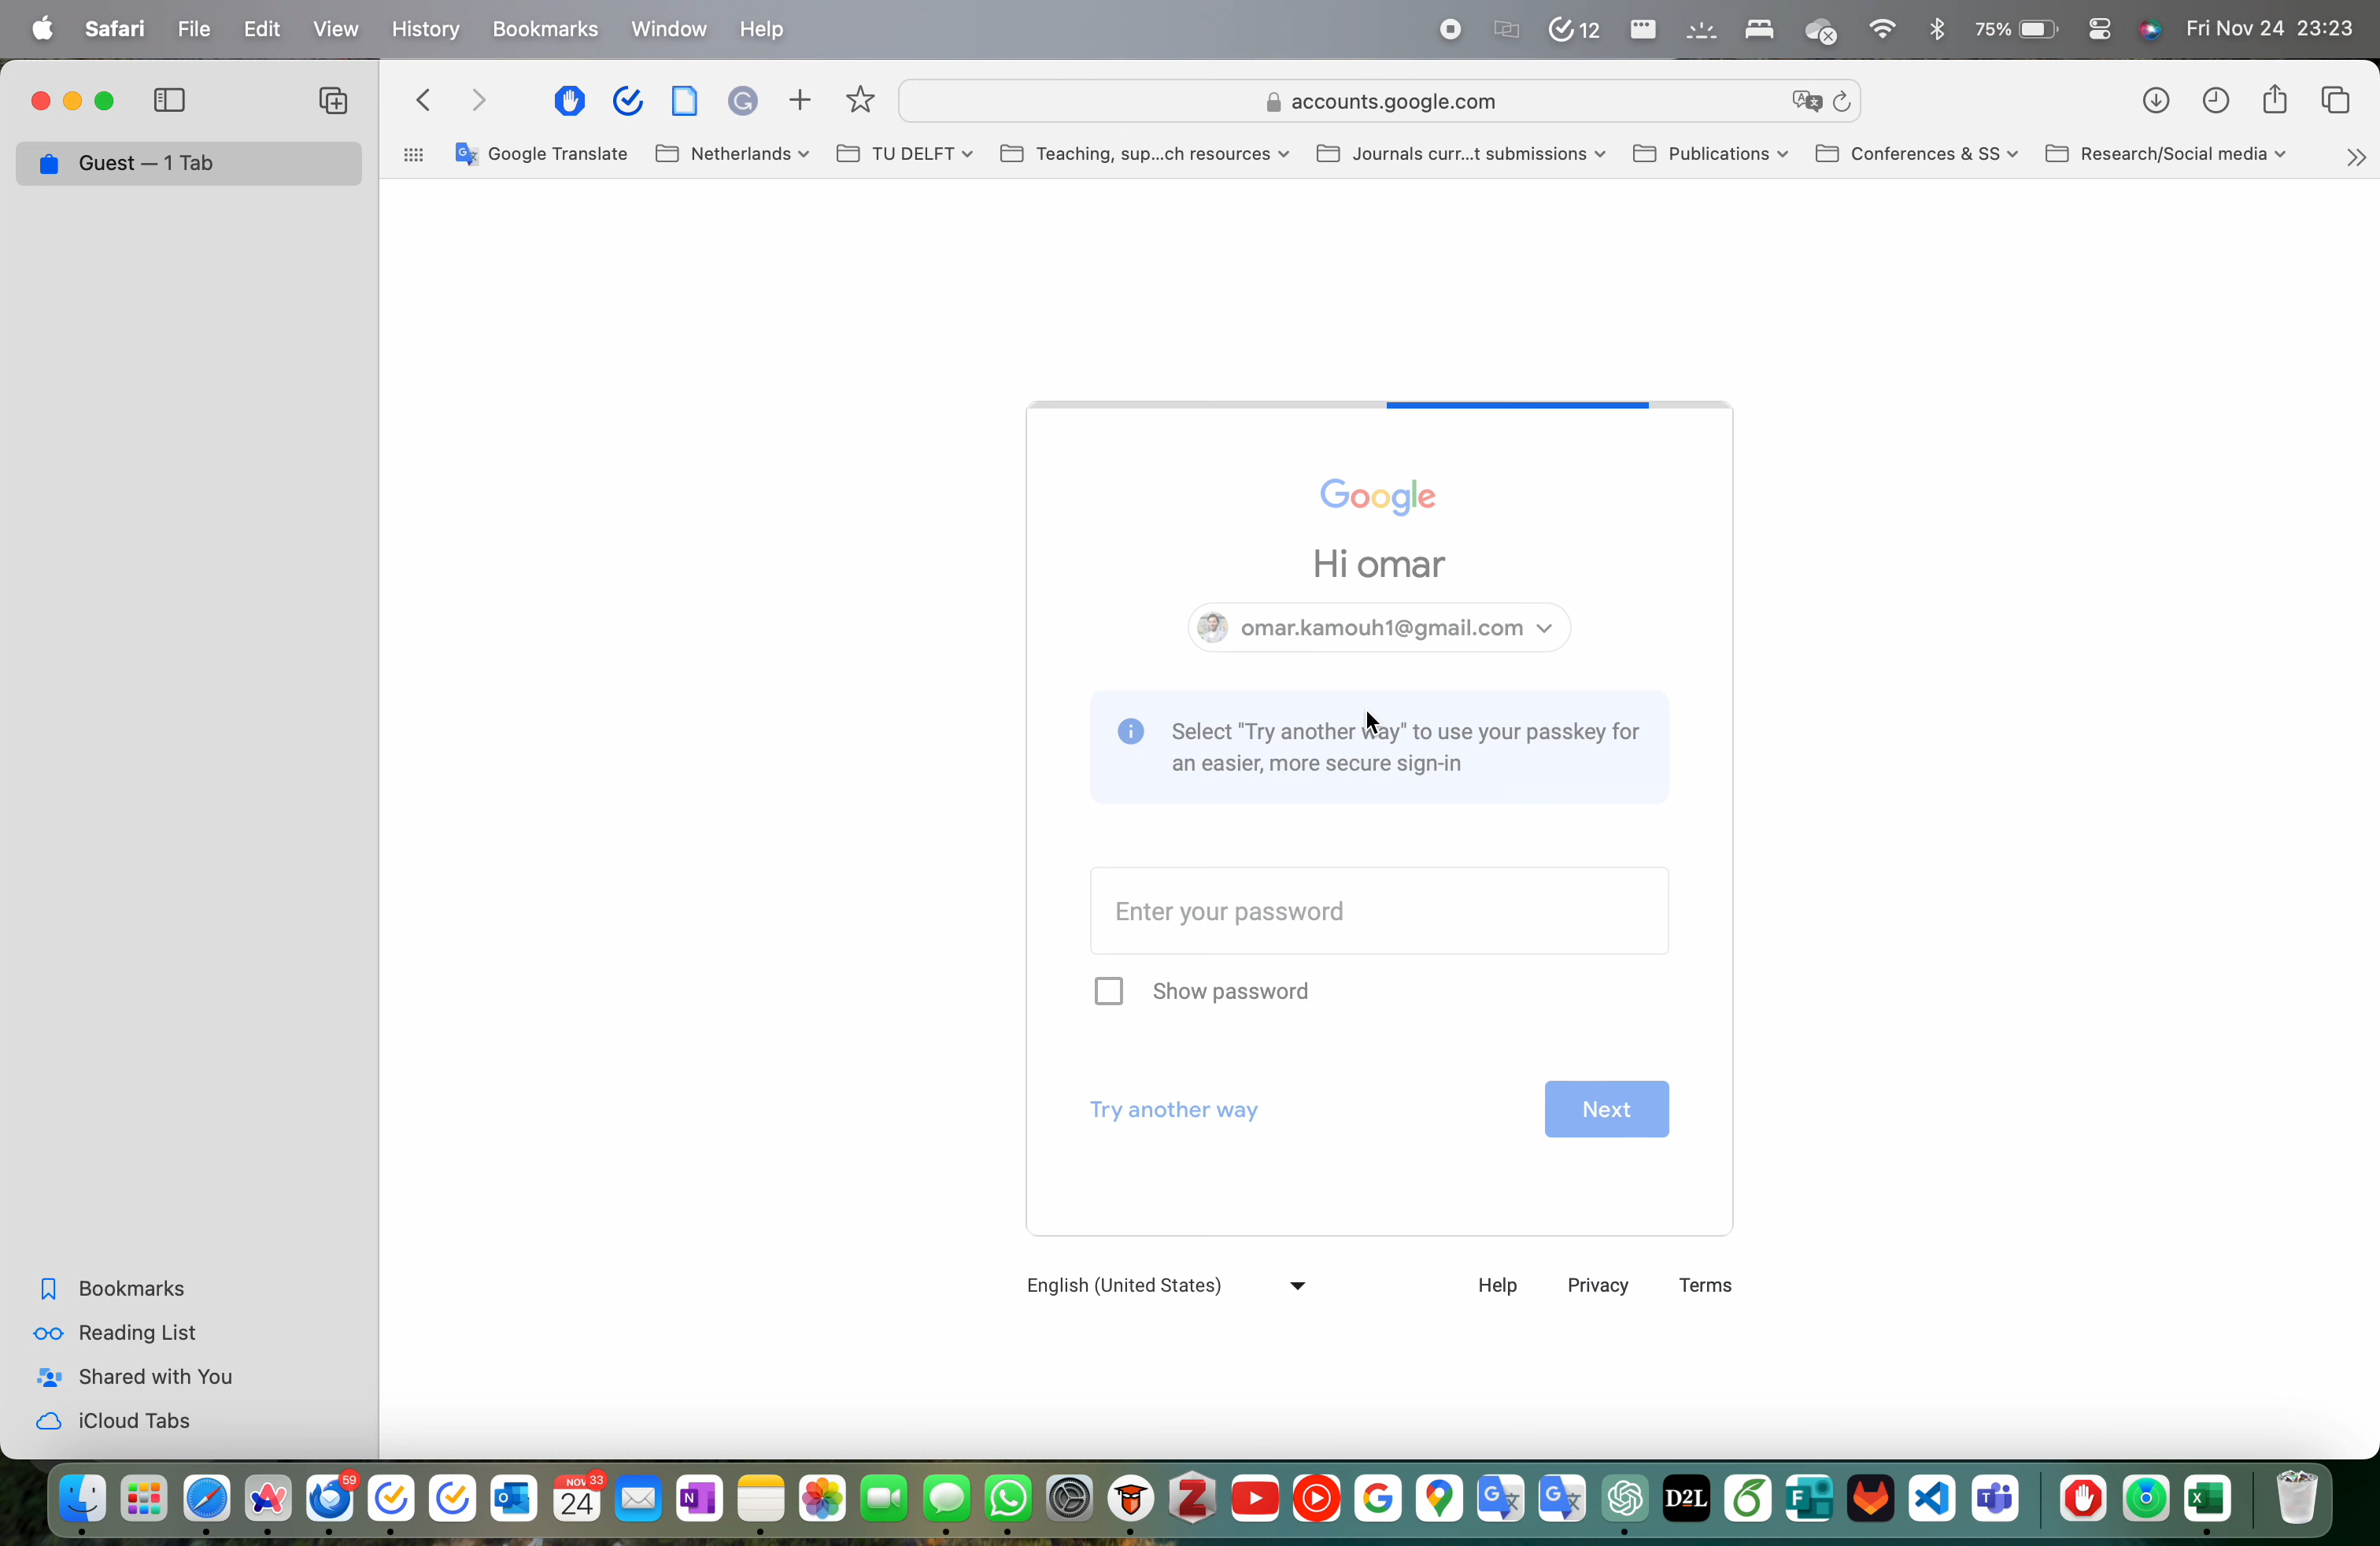 Safari File Edit View History Bookmarks Window Help 12 75% Fri Nov 24 23:23
Guest — 1 Tab
accounts.google.com
Google Translate Netherlands TU DELFT Teaching, sup...ch resources Journals curr...t submissions Publications Conferences & SS Research/Social media
Google
Hi omar
omar.kamouh1@gmail.com
Select "Try another way" to use your passkey for
an easier, more secure sign-in
Enter your password
Show password
Try another way Next
English (United States) Help Privacy Terms
Bookmarks
Reading List
Shared with You
iCloud Tabs
59 NOV 33 24 D2L